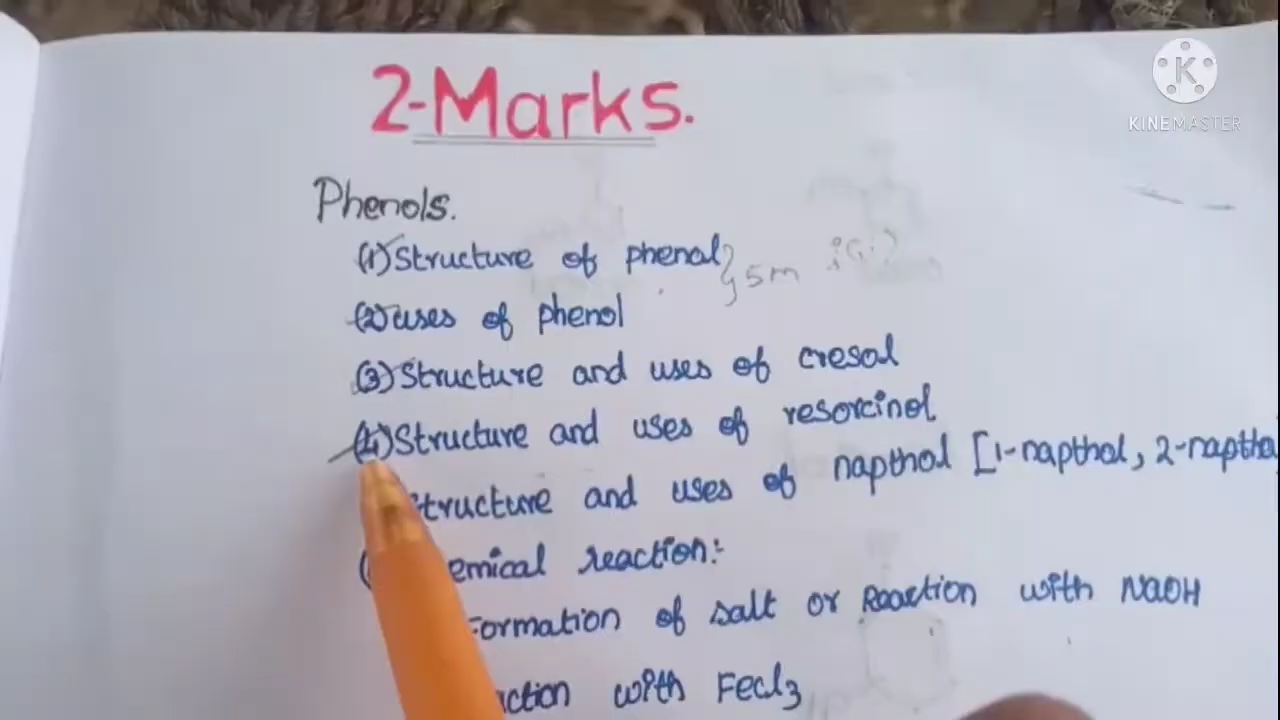 2-Marks.
KINEMASTER
Phenols.
(1) Structure of phenol } 5m
(2) uses of phenol
(3) Structure and uses of cresol
(4) Structure and uses of resorcinol
Structure and uses of napthol [1-napthol, 2-naptho
emical reaction:-
Formation of salt or Reaction with NaOH
ction with FeCl3